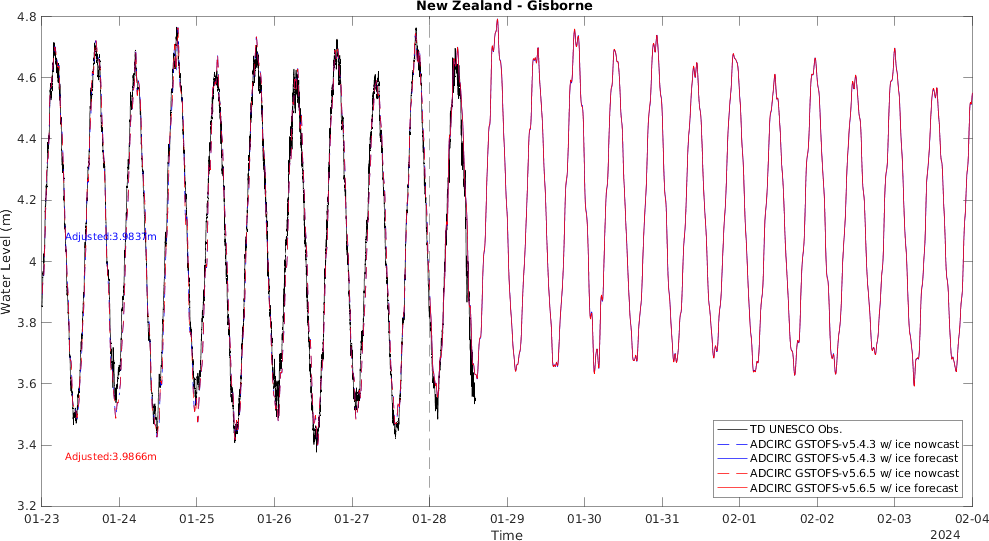 New Zealand - Gisborne
4.8
4.6
4.4
4.2
4
3.8
3.6
3.4
3.2
Water Level (m)
Adjusted:3.9837m
Adjusted:3.9866m
TD UNESCO Obs.
ADCIRC GSTOFS-v5.4.3 w/ ice nowcast
ADCIRC GSTOFS-v5.4.3 w/ ice forecast
ADCIRC GSTOFS-v5.6.5 w/ ice nowcast
ADCIRC GSTOFS-v5.6.5 w/ ice forecast
01-23 01-24 01-25 01-26 01-27 01-28 01-29 01-30 01-31 02-01 02-02 02-03 02-04
Time
2024